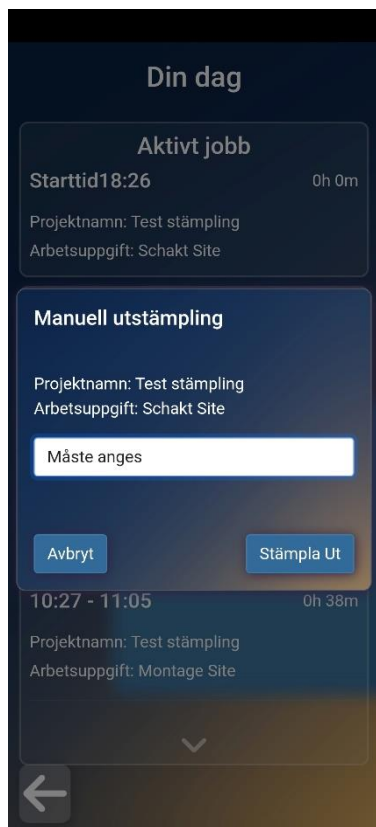 Din dag
Aktivt jobb
Starttid18:26 0h 0m
Projektnamn: Test stämpling
Arbetsuppgift: Schakt Site
Manuell utstämpling
Projektnamn: Test stämpling
Arbetsuppgift: Schakt Site
Måste anges
Avbryt Stämpla Ut
10:27 - 11:05 0h 38m
Projektnamn: Test stämpling
Arbetsuppgift: Montage Site